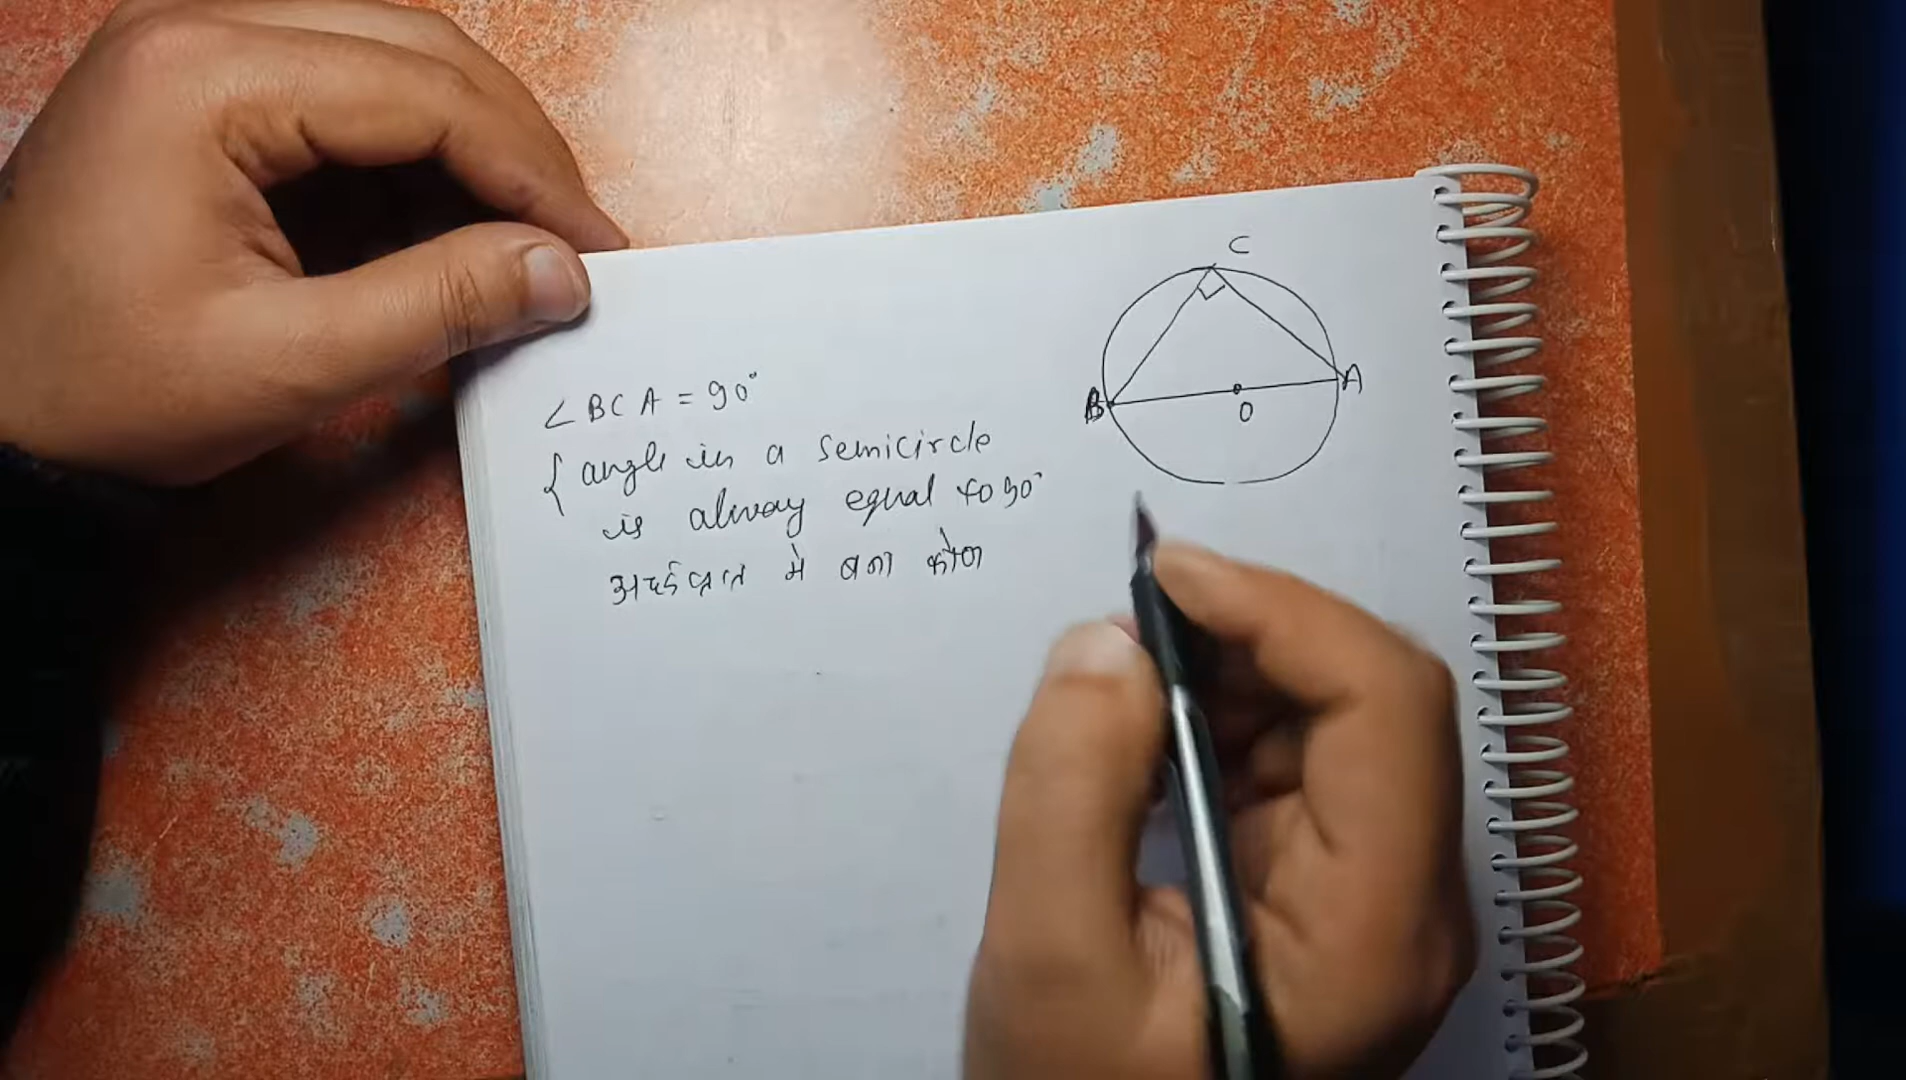 ∠BCA = 90°
{ angle in a semicircle
is alway equal to 90°
अर्द्धवृत्त में बना कोण
C
B
A
O